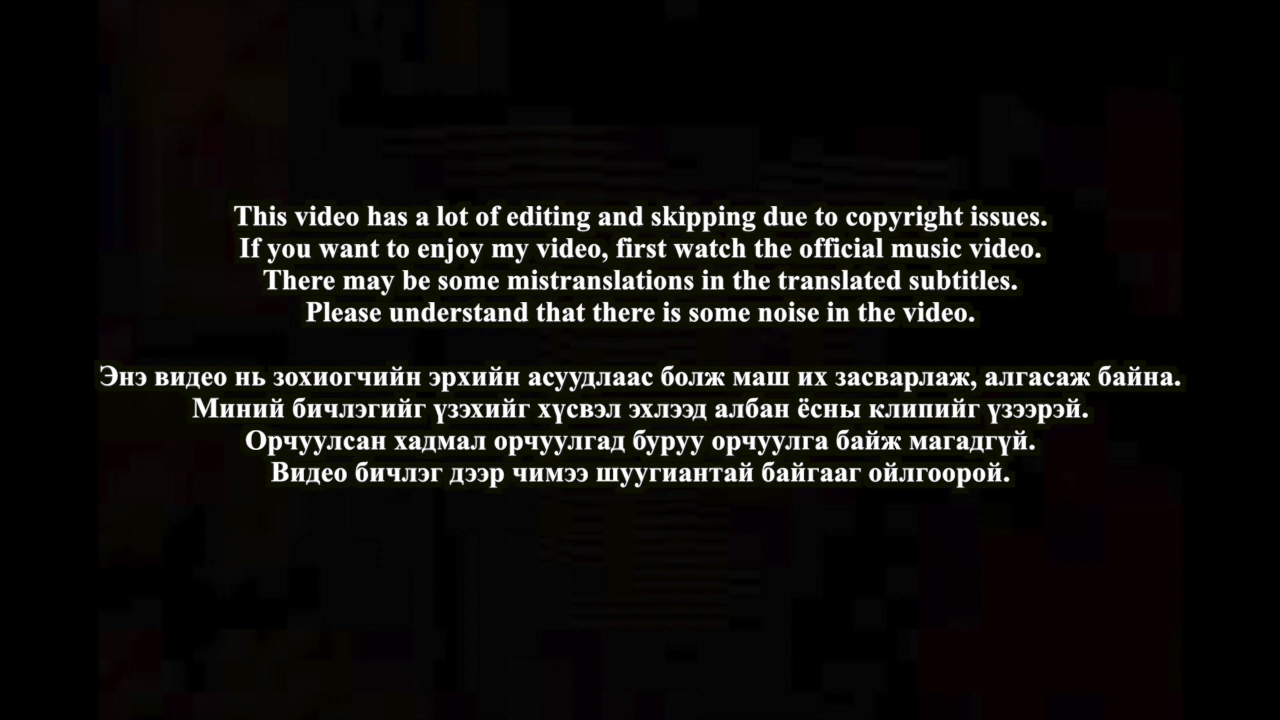 This video has a lot of editing and skipping due to copyright issues.
If you want to enjoy my video, first watch the official music video.
There may be some mistranslations in the translated subtitles.
Please understand that there is some noise in the video.
Энэ видео нь зохиогчийн эрхийн асуудлаас болж маш их засварлаж, алгасаж байна.
Миний бичлэгийг үзэхийг хүсвэл эхлээд албан ёсны клипийг үзээрэй.
Орчуулсан хадмал орчуулгад буруу орчуулга байж магадгүй.
Видео бичлэг дээр чимээ шуугиантай байгааг ойлгоорой.